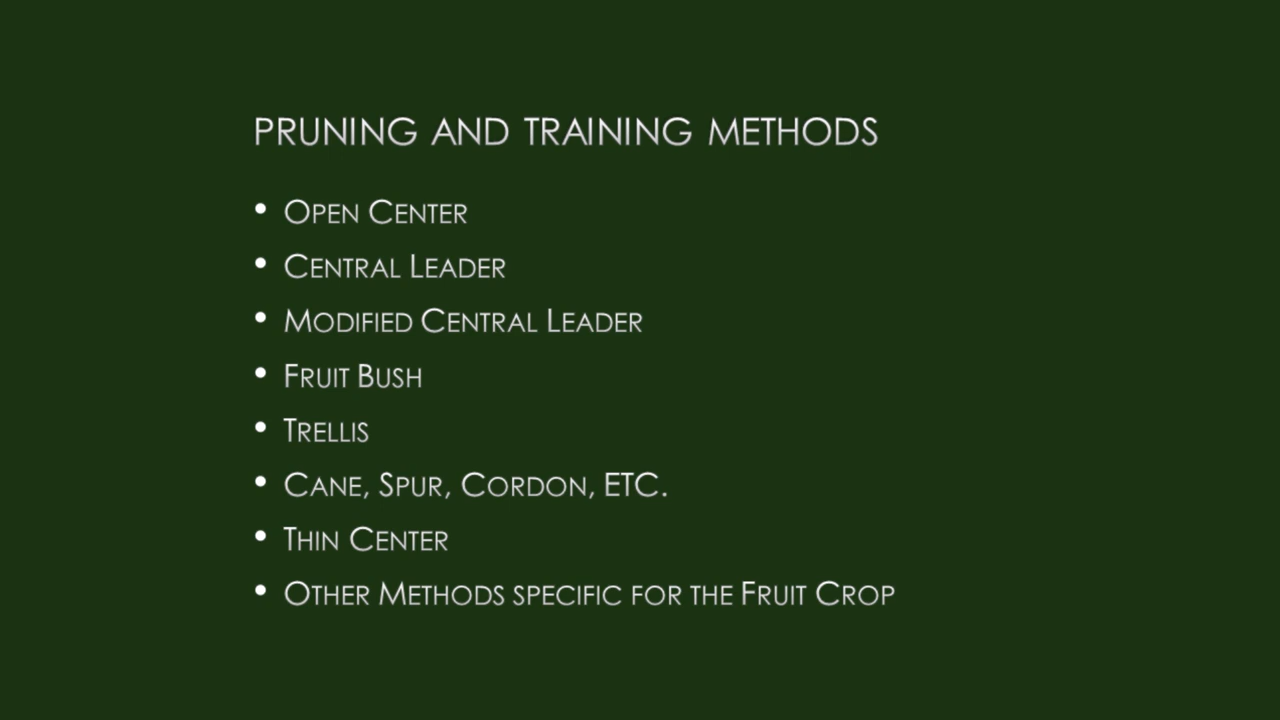 PRUNING AND TRAINING METHODS
• OPEN CENTER
• CENTRAL LEADER
• MODIFIED CENTRAL LEADER
• FRUIT BUSH
• TRELLIS
• CANE, SPUR, CORDON, ETC.
• THIN CENTER
• OTHER METHODS SPECIFIC FOR THE FRUIT CROP